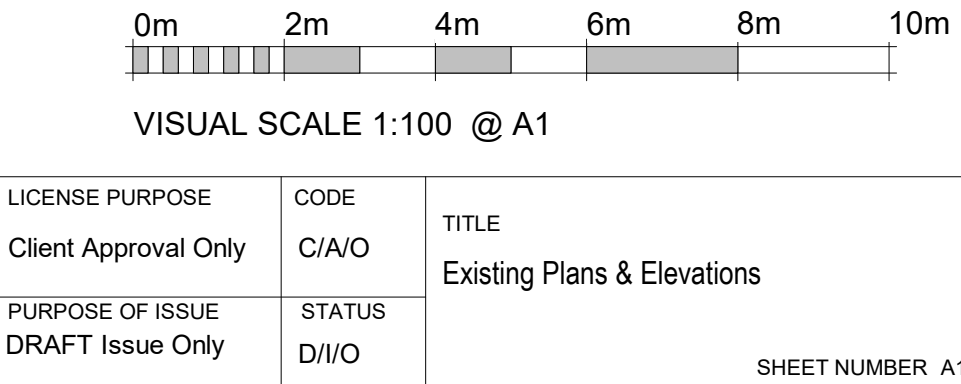 0m 2m 4m 6m 8m 10m
VISUAL SCALE 1:100 @ A1
LICENSE PURPOSE
Client Approval Only
CODE
C/A/O
TITLE
Existing Plans & Elevations
PURPOSE OF ISSUE
DRAFT Issue Only
STATUS
D/I/O
SHEET NUMBER A1